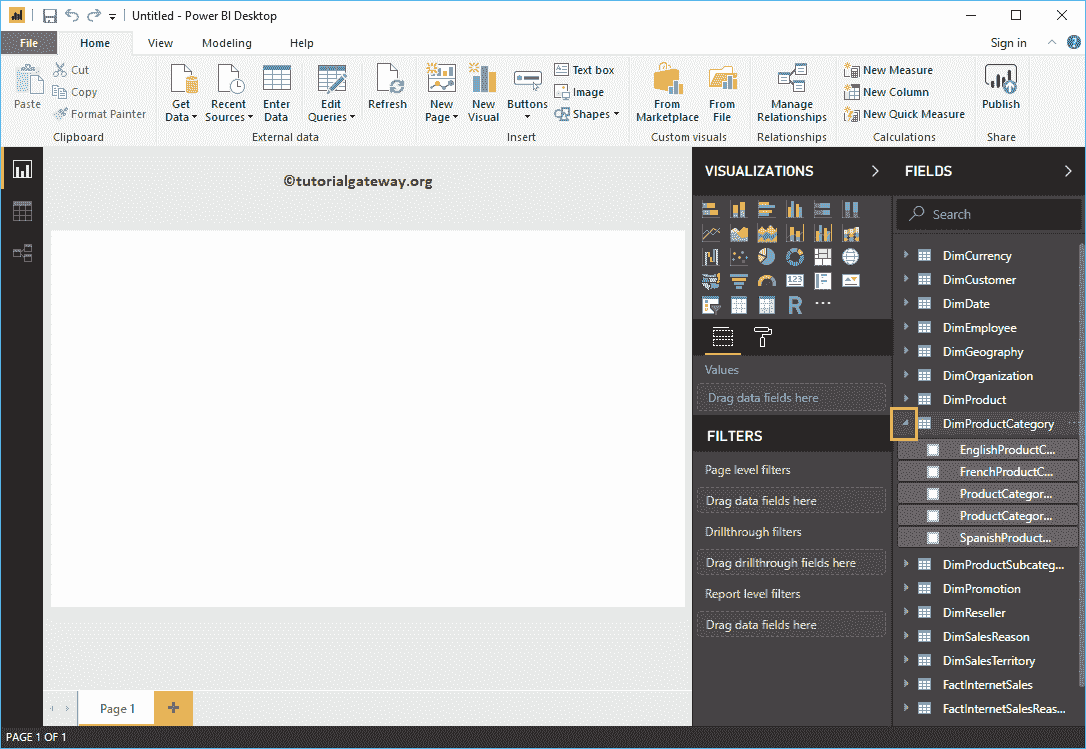 Untitled - Power BI Desktop
File Home View Modeling Help Sign in
Paste
Cut
Copy
Format Painter
Clipboard
Get Data
Recent Sources
Enter Data
Edit Queries
External data
Refresh
New Page
New Visual
Buttons
Text box
Image
Shapes
Insert
From Marketplace
From File
Custom visuals
Manage Relationships
Relationships
New Measure
New Column
New Quick Measure
Calculations
Publish
Share
©tutorialgateway.org
VISUALIZATIONS
123
R
Values
Drag data fields here
FILTERS
Page level filters
Drag data fields here
Drillthrough filters
Drag drillthrough fields here
Report level filters
Drag data fields here
FIELDS
Search
DimCurrency
DimCustomer
DimDate
DimEmployee
DimGeography
DimOrganization
DimProduct
DimProductCategory
EnglishProductC...
FrenchProductC...
ProductCategor...
ProductCategor...
SpanishProduct...
DimProductSubcateg...
DimPromotion
DimReseller
DimSalesReason
DimSalesTerritory
FactInternetSales
FactInternetSalesReas...
Page 1
PAGE 1 OF 1